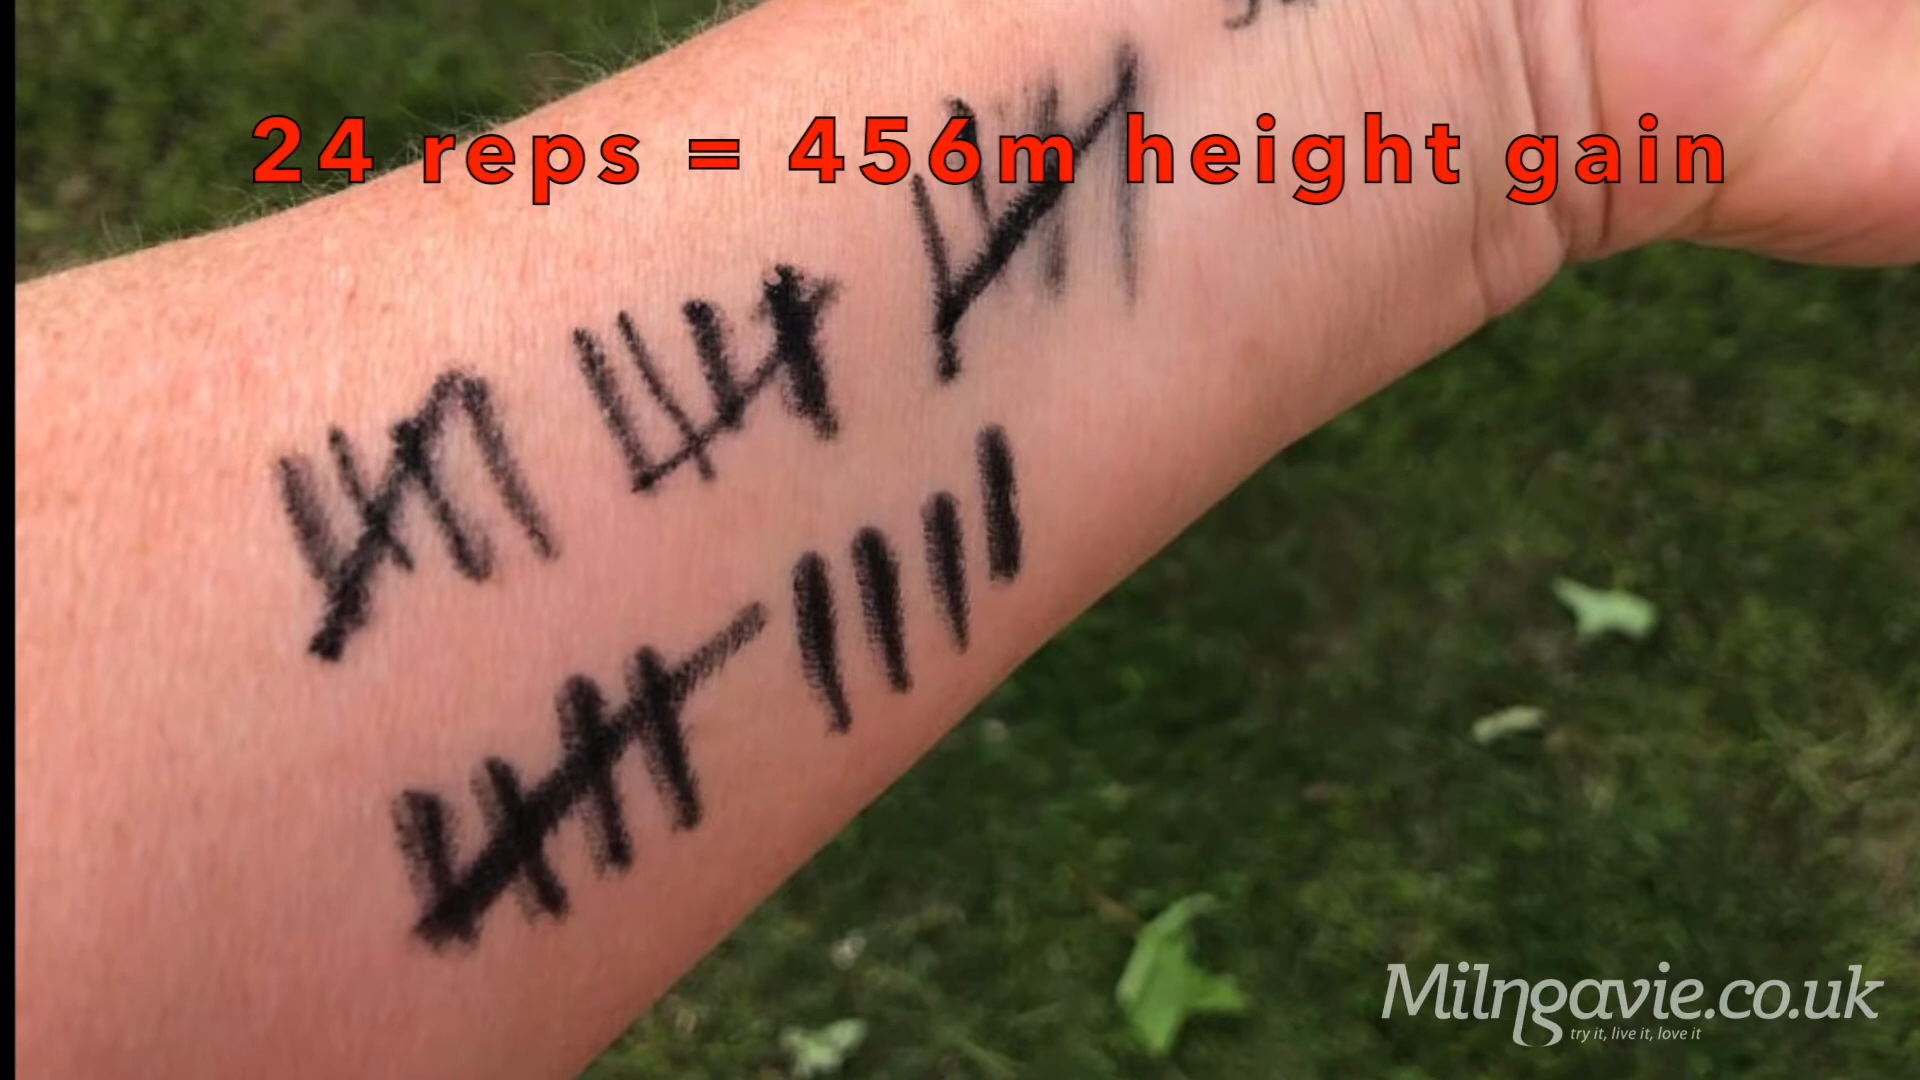 24 reps = 456m height gain
Milngavie.co.uk
try it, live it, love it